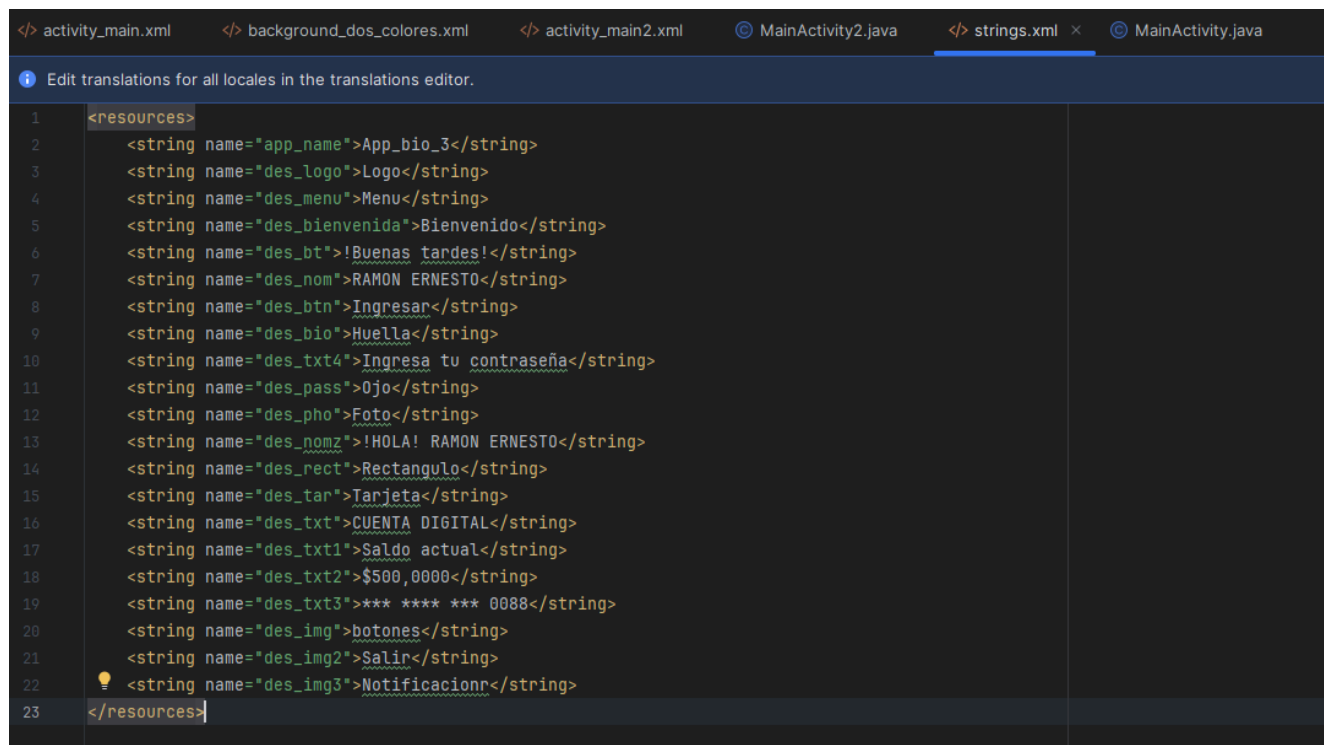 activity_main.xml background_dos_colores.xml activity_main2.xml MainActivity2.java strings.xml MainActivity.java
Edit translations for all locales in the translations editor.
1 <resources>
2 <string name="app_name">App_bio_3</string>
3 <string name="des_logo">Logo</string>
4 <string name="des_menu">Menu</string>
5 <string name="des_bienvenida">Bienvenido</string>
6 <string name="des_bt">!Buenas tardes!</string>
7 <string name="des_nom">RAMON ERNESTO</string>
8 <string name="des_btn">Ingresar</string>
9 <string name="des_bio">Huella</string>
10 <string name="des_txt4">Ingresa tu contraseña</string>
11 <string name="des_pass">Ojo</string>
12 <string name="des_pho">Foto</string>
13 <string name="des_nomz">!HOLA! RAMON ERNESTO</string>
14 <string name="des_rect">Rectangulo</string>
15 <string name="des_tar">Tarjeta</string>
16 <string name="des_txt">CUENTA DIGITAL</string>
17 <string name="des_txt1">Saldo actual</string>
18 <string name="des_txt2">$500,0000</string>
19 <string name="des_txt3">*** **** *** 0088</string>
20 <string name="des_img">botones</string>
21 <string name="des_img2">Salir</string>
22 <string name="des_img3">Notificacionr</string>
23 </resources>